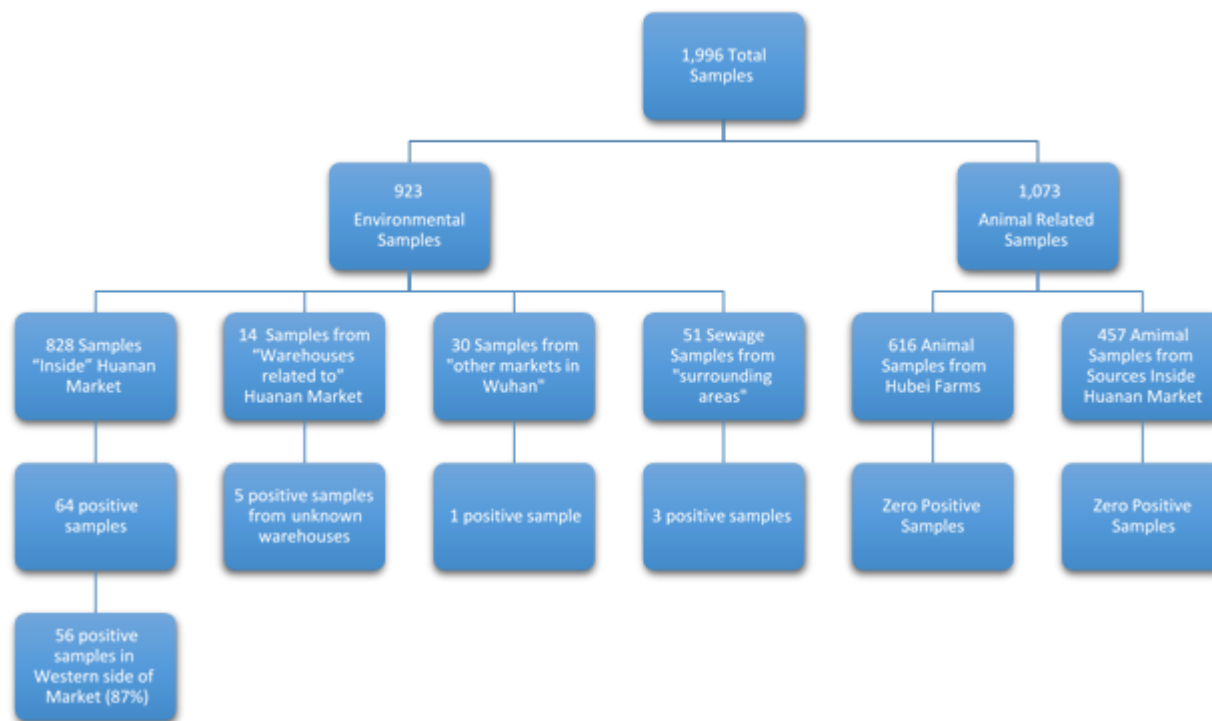 1,996 Total
Samples
923
Environmental
Samples
1,073
Animal Related
Samples
828 Samples
"Inside" Huanan
Market
14 Samples from
"Warehouses
related to"
Huanan Market
30 Samples from
"other markets in
Wuhan"
51 Sewage
Samples from
"surrounding
areas"
616 Animal
Samples from
Hubei Farms
457 Amimal
Samples from
Sources Inside
Huanan Market
64 positive
samples
5 positive samples
from unknown
warehouses
1 positive sample
3 positive samples
Zero Positive
Samples
Zero Positive
Samples
56 positive
samples in
Western side of
Market (87%)